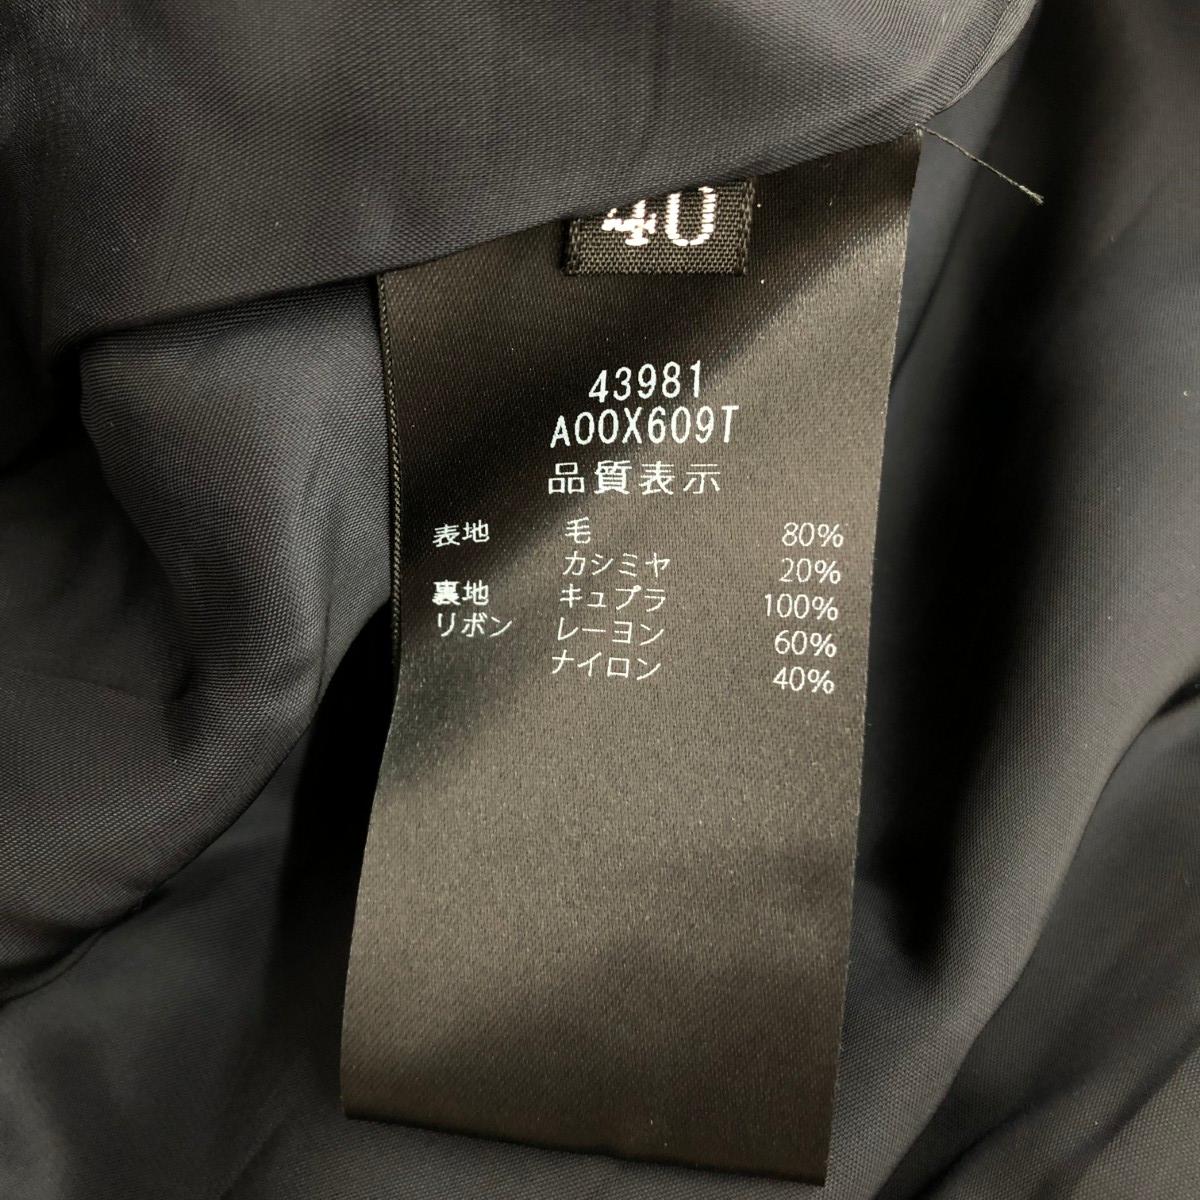 40
43981
A00X609T
品質表示
表地 毛 80%
カシミヤ 20%
裏地 キュプラ 100%
リボン レーヨン 60%
ナイロン 40%